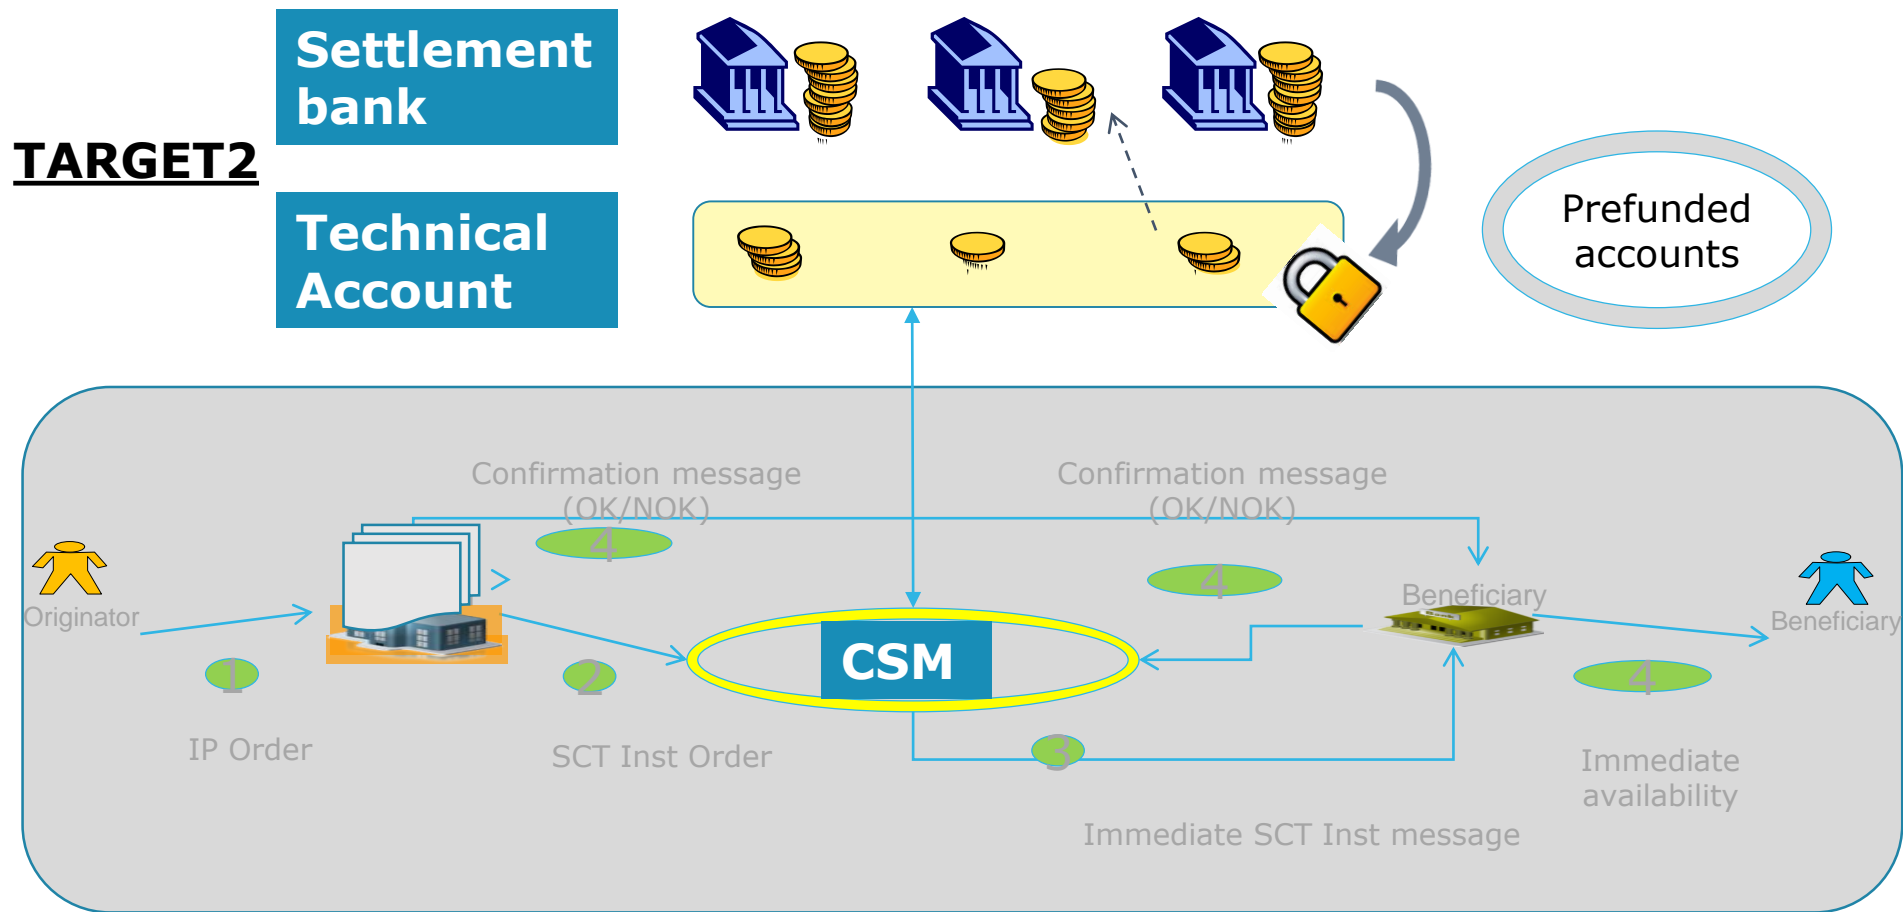 Settlement
bank
TARGET2
Technical
Account
Prefunded
accounts
Confirmation message
(OK/NOK)
Confirmation message
(OK/NOK)
4
4
Originator
Beneficiary
Beneficiary
CSM
1
2
4
IP Order
SCT Inst Order
3
Immediate
availability
Immediate SCT Inst message